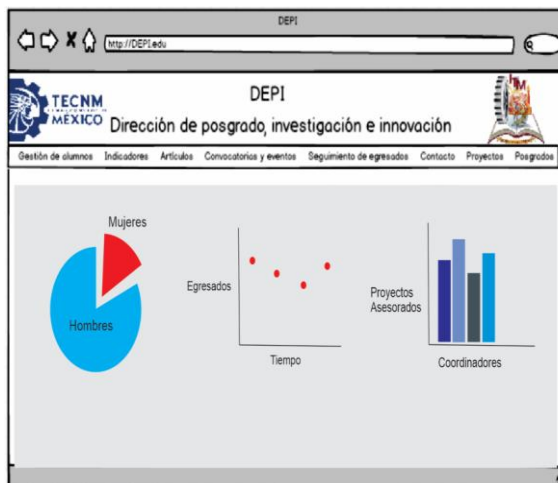 DEPI
http://DEPI.edu
DEPI
TECNM
MÉXICO
Dirección de posgrado, investigación e innovación
Gestión de alumnos Indicadores Artículos Convocatorias y eventos Seguimiento de egresados Contacto Proyectos Posgrados
Mujeres
Hombres
Egresados
Tiempo
Proyectos
Asesorados
Coordinadores